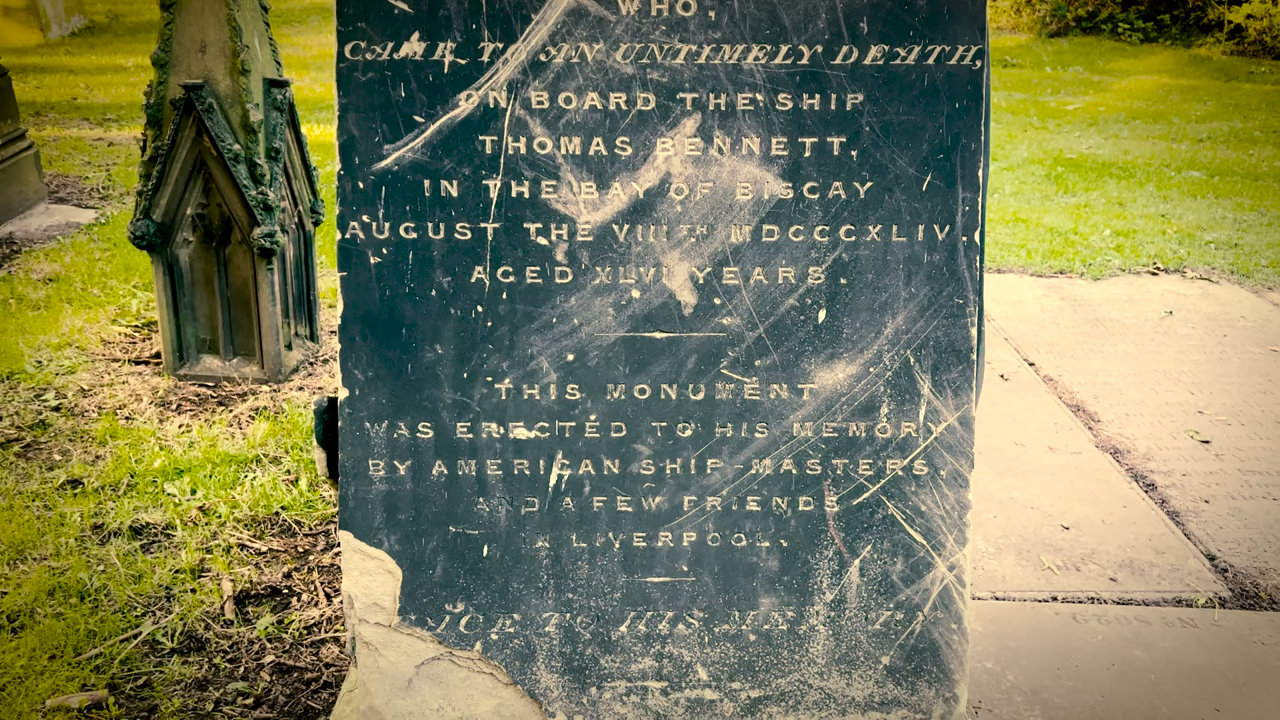 WHO,
CAME TO AN UNTIMELY DEATH,
ON BOARD THE SHIP
THOMAS BENNETT,
IN THE BAY OF BISCAY
AUGUST THE VIIITH MDCCCXLIV.
AGED XLVI YEARS.
THIS MONUMENT
WAS ERECTED TO HIS MEMORY
BY AMERICAN SHIP-MASTERS,
AND A FEW FRIENDS
IN LIVERPOOL.
TO HIS